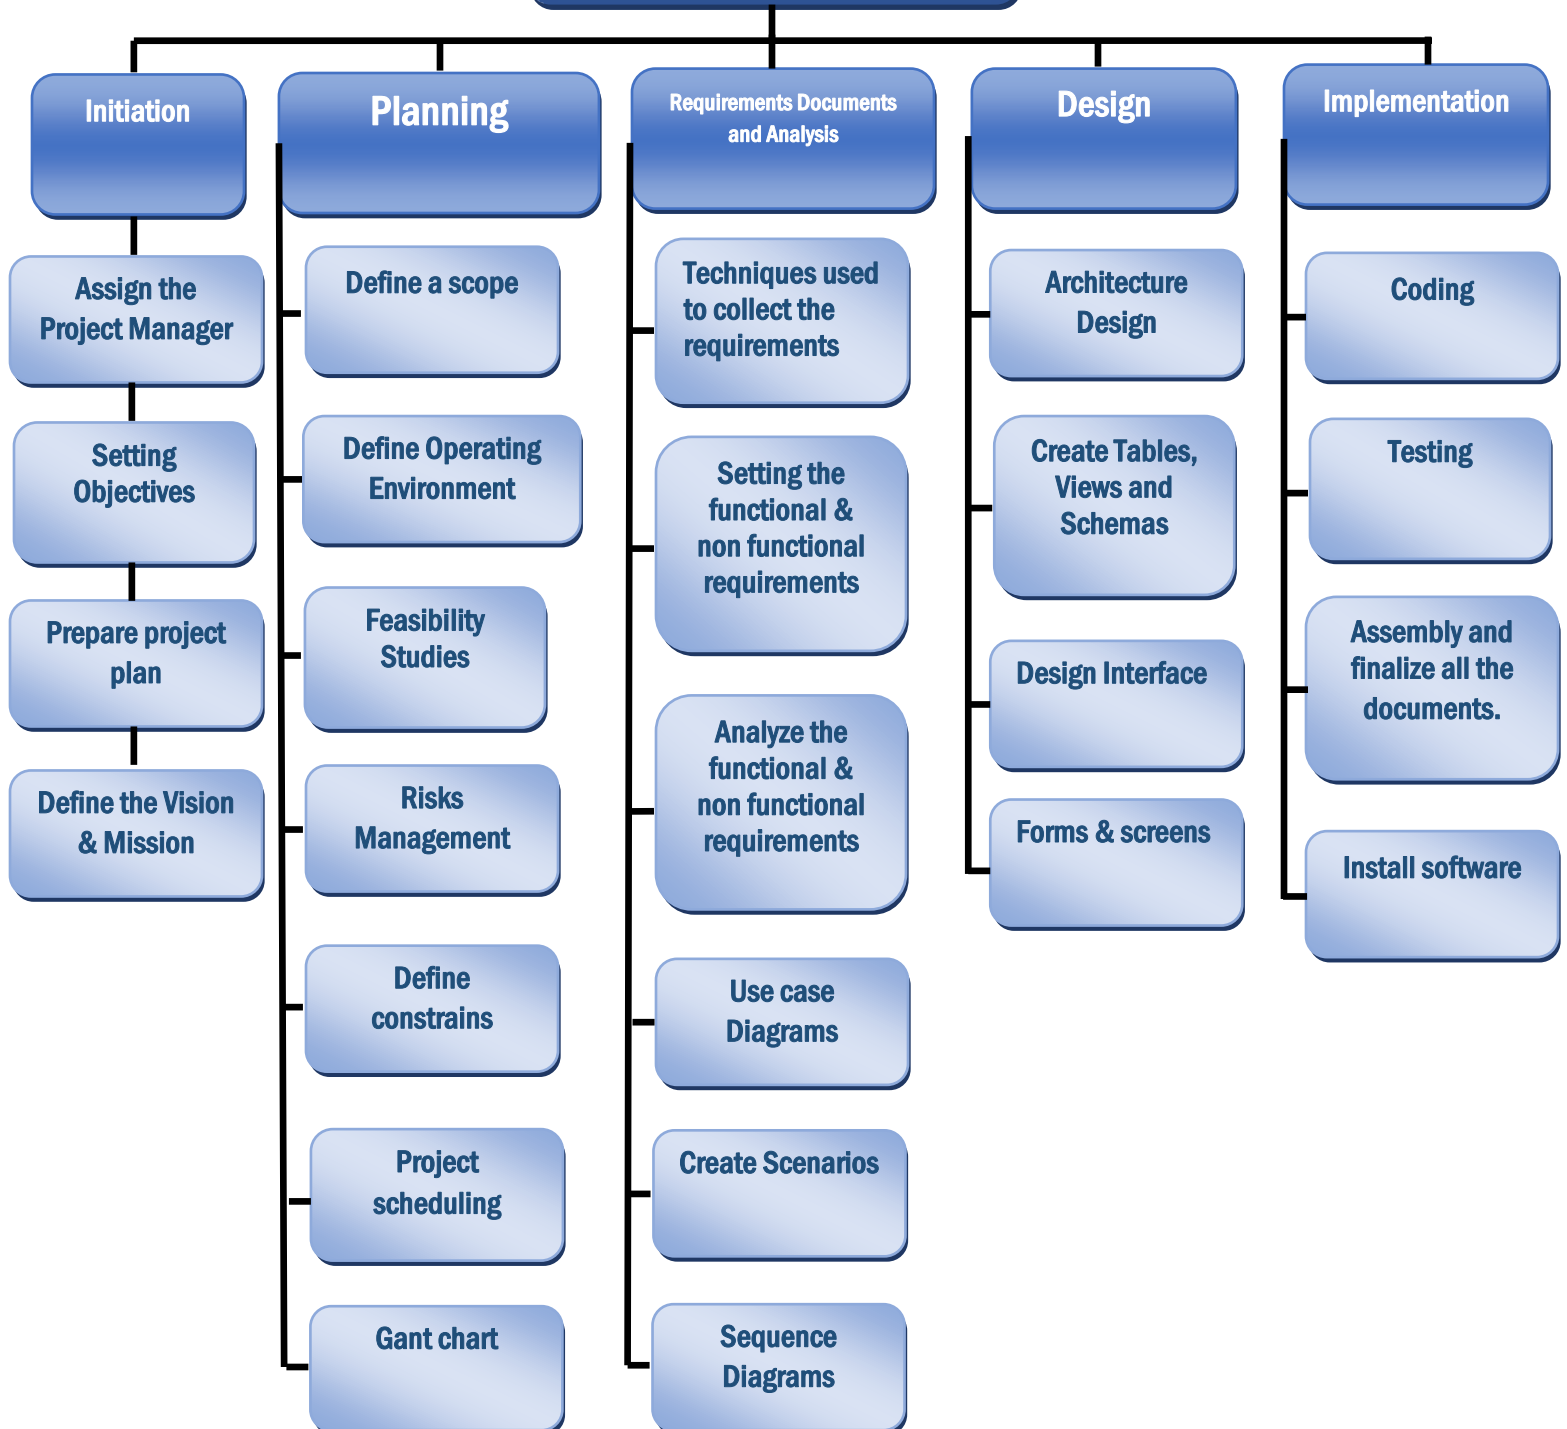 Initiation
Planning
Requirements Documents
and Analysis
Design
Implementation
Assign the
Project Manager
Setting
Objectives
Prepare project
plan
Define the Vision
& Mission
Define a scope
Define Operating
Environment
Feasibility
Studies
Risks
Management
Define
constrains
Project
scheduling
Gant chart
Techniques used
to collect the
requirements
Setting the
functional &
non functional
requirements
Analyze the
functional &
non functional
requirements
Use case
Diagrams
Create Scenarios
Sequence
Diagrams
Architecture
Design
Create Tables,
Views and
Schemas
Design Interface
Forms & screens
Coding
Testing
Assembly and
finalize all the
documents.
Install software